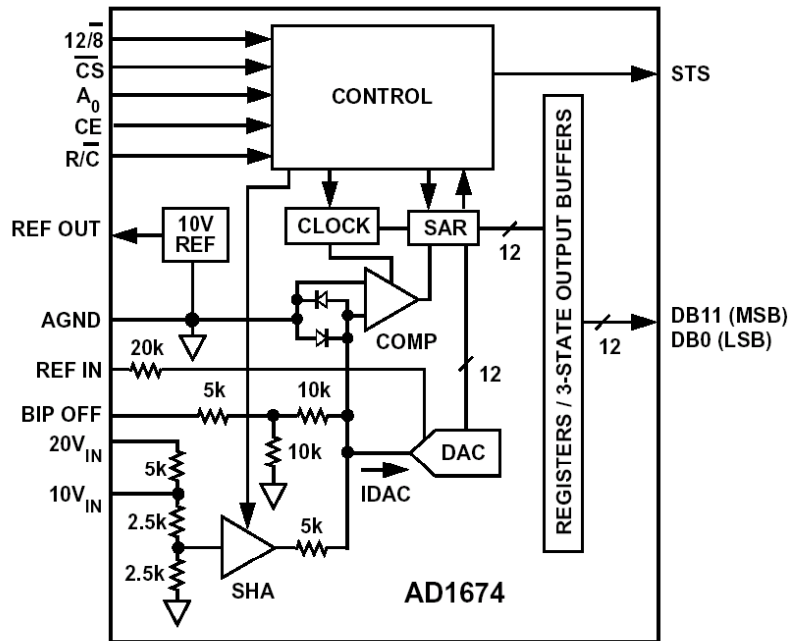 12/8̅
C̅S̅
A0
CE
R/C̅
CONTROL
STS
REF OUT
10V
REF
CLOCK
SAR
12
REGISTERS / 3-STATE OUTPUT BUFFERS
AGND
COMP
12
DB11 (MSB)
DB0 (LSB)
REF IN
20k
12
BIP OFF
5k
10k
10k
DAC
IDAC
20VIN
5k
10VIN
2.5k
2.5k
SHA
5k
AD1674